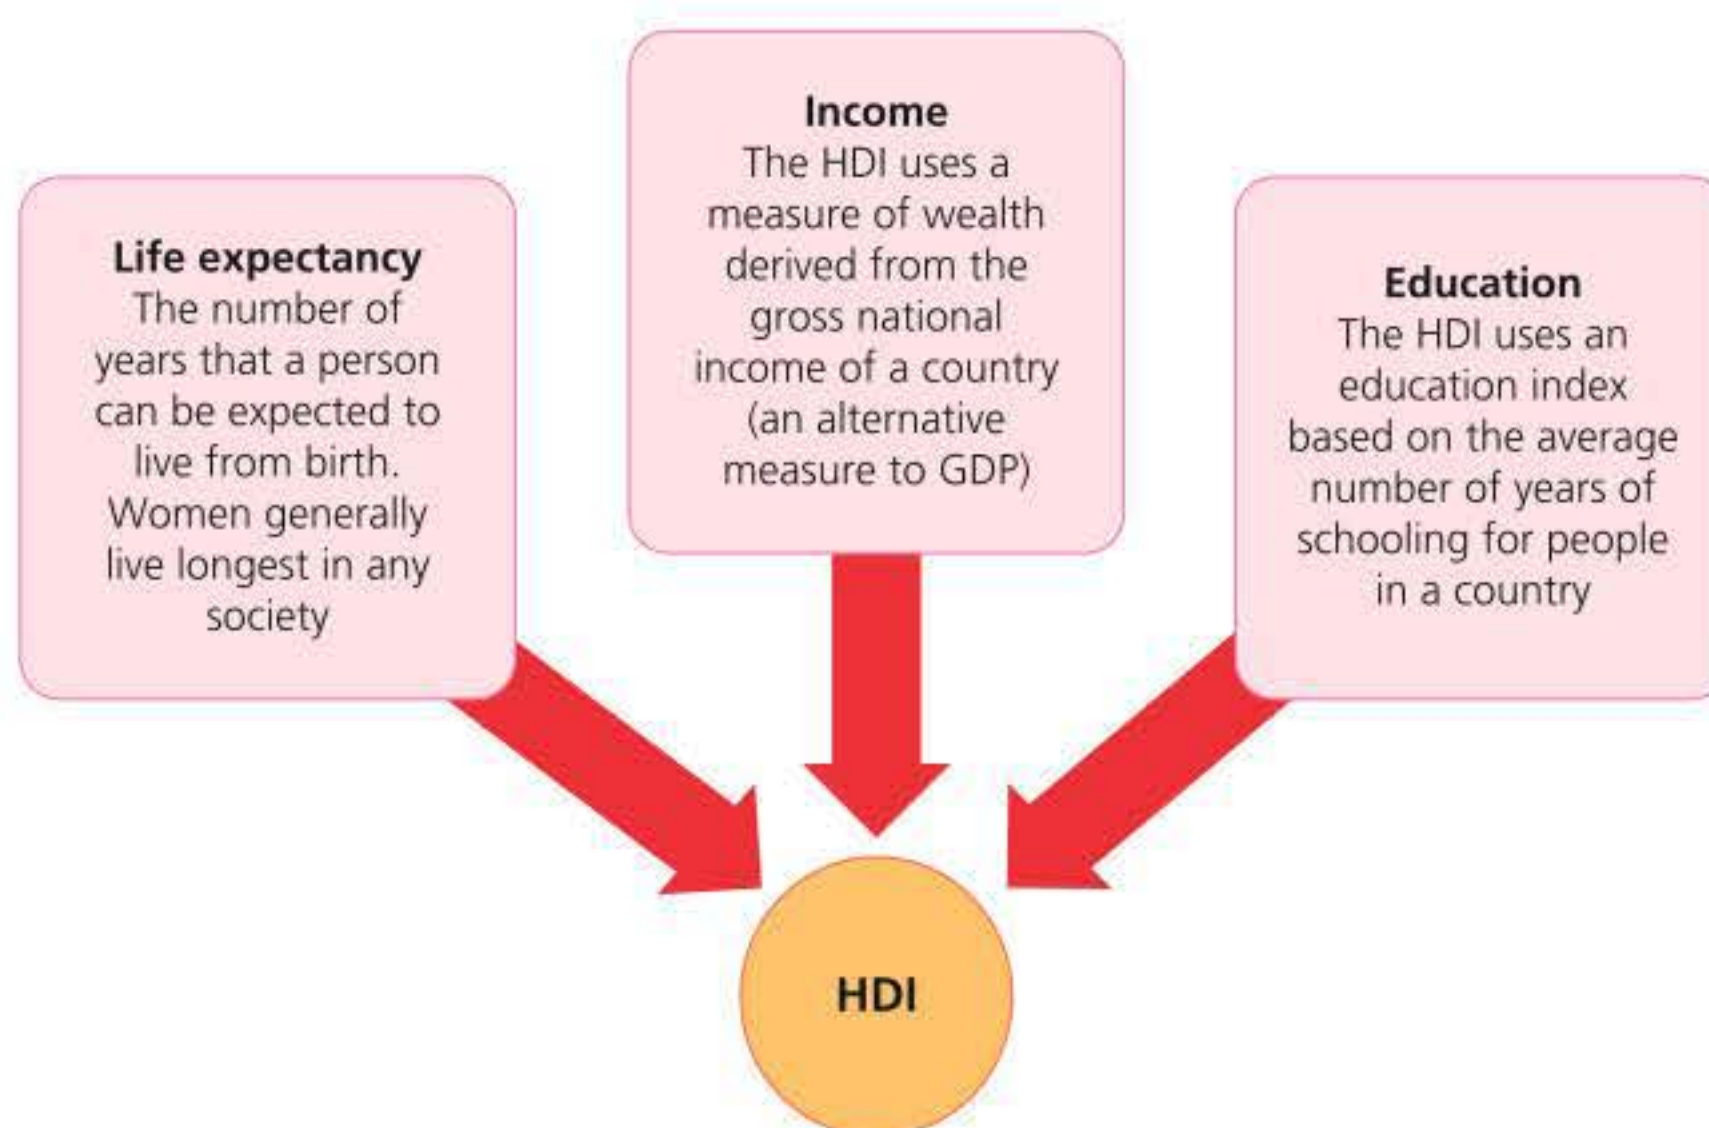 Life expectancy
The number of
years that a person
can be expected to
live from birth.
Women generally
live longest in any
society
Income
The HDI uses a
measure of wealth
derived from the
gross national
income of a country
(an alternative
measure to GDP)
Education
The HDI uses an
education index
based on the average
number of years of
schooling for people
in a country
HDI